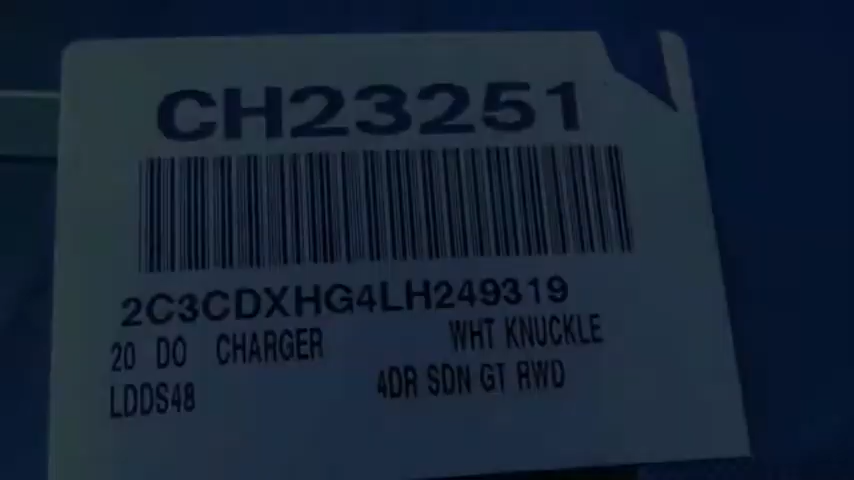 CH23251
2C3CDXHG4LH249319
20 DO CHARGER WHT KNUCKLE
LDDS48 4DR SDN GT RWD